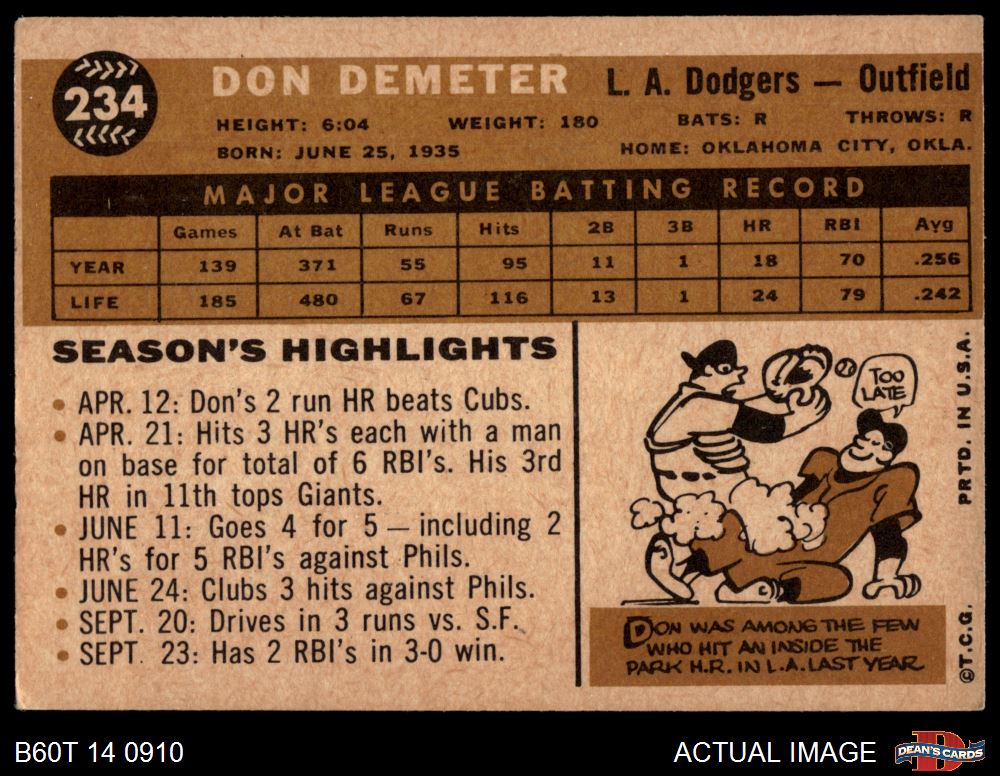 234
DON DEMETER L. A. Dodgers — Outfield
HEIGHT: 6:04 WEIGHT: 180 BATS: R THROWS: R
BORN: JUNE 25, 1935 HOME: OKLAHOMA CITY, OKLA.
MAJOR LEAGUE BATTING RECORD
Games At Bat Runs Hits 2B 3B HR RBI Avg
YEAR 139 371 55 95 11 1 18 70 .256
LIFE 185 480 67 116 13 1 24 79 .242
SEASON'S HIGHLIGHTS
• APR. 12: Don's 2 run HR beats Cubs.
• APR. 21: Hits 3 HR's each with a man
on base for total of 6 RBI's. His 3rd
HR in 11th tops Giants.
• JUNE 11: Goes 4 for 5 — including 2
HR's for 5 RBI's against Phils.
• JUNE 24: Clubs 3 hits against Phils.
• SEPT. 20: Drives in 3 runs vs. S.F.
• SEPT. 23: Has 2 RBI's in 3-0 win.
TOO
LATE
DON WAS AMONG THE FEW
WHO HIT AN INSIDE THE
PARK H.R. IN L.A. LAST YEAR
©T.C.G. PRTD. IN U.S.A.
B60T 14 0910 ACTUAL IMAGE
DEAN'S CARDS